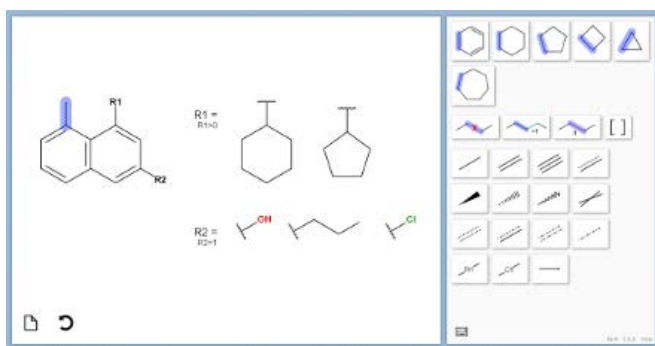 R1
R2
R1 =
R1>0
R2 =
R2=1
OH
Cl
[ ]